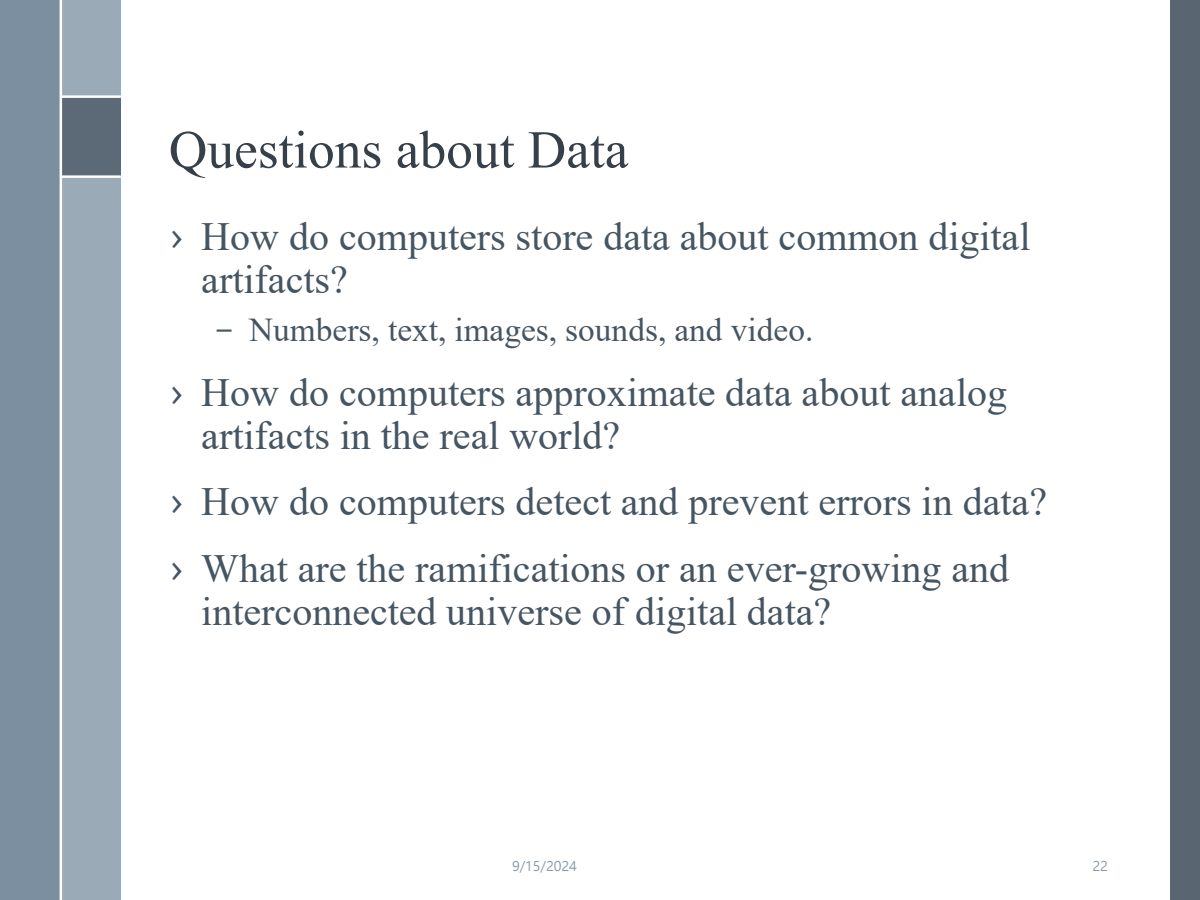 Questions about Data
› How do computers store data about common digital
artifacts?
– Numbers, text, images, sounds, and video.
› How do computers approximate data about analog
artifacts in the real world?
› How do computers detect and prevent errors in data?
› What are the ramifications or an ever-growing and
interconnected universe of digital data?
9/15/2024
22